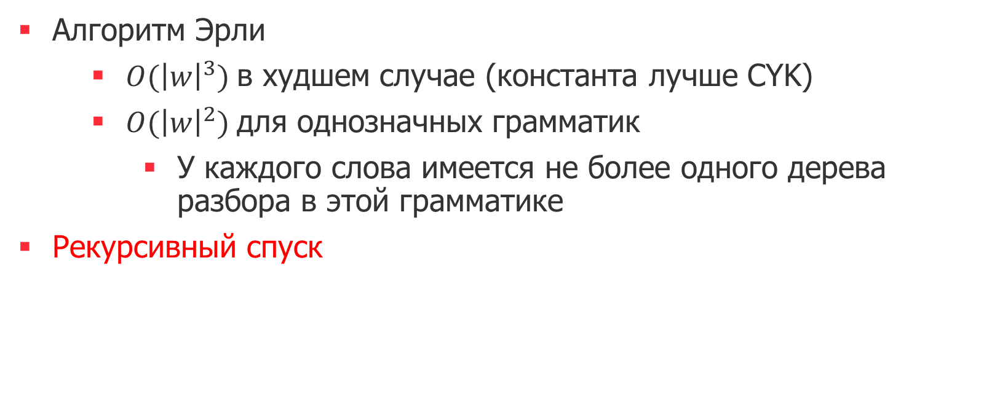 Алгоритм Эрли
O(|w|³) в худшем случае (константа лучше CYK)
O(|w|²) для однозначных грамматик
У каждого слова имеется не более одного дерева
разбора в этой грамматике
Рекурсивный спуск